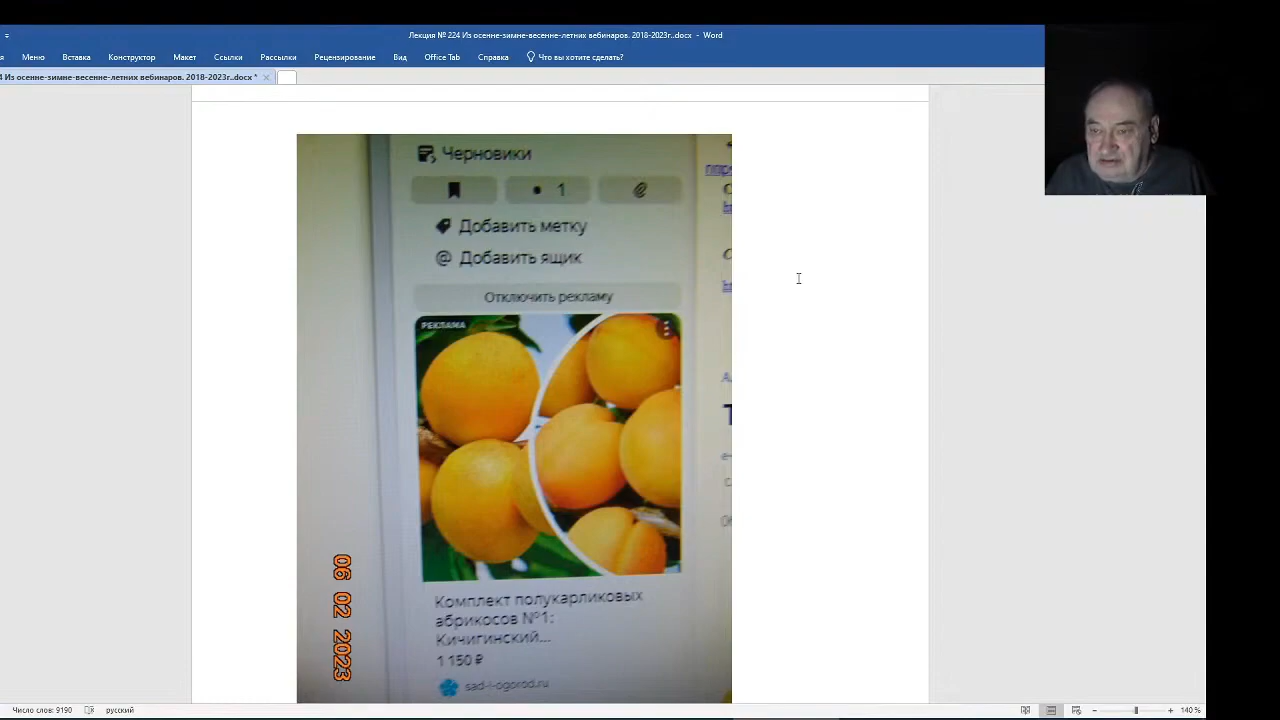 Лекция № 224 Из осенне-зимне-весенне-летних вебинаров. 2018-2023г..docx - Word
Меню Вставка Конструктор Макет Ссылки Рассылки Рецензирование Вид Office Tab Справка Что вы хотите сделать?
4 Из осенне-зимне-весенне-летних вебинаров. 2018-2023г..docx *
Черновики
1
Добавить метку
@ Добавить ящик
Отключить рекламу
РЕКЛАМА
Комплект полукарликовых
абрикосов №1:
Кичигинский...
1 150 ₽
sad-i-ogorod.ru
06 02 2023
Число слов: 9190 русский
140 %